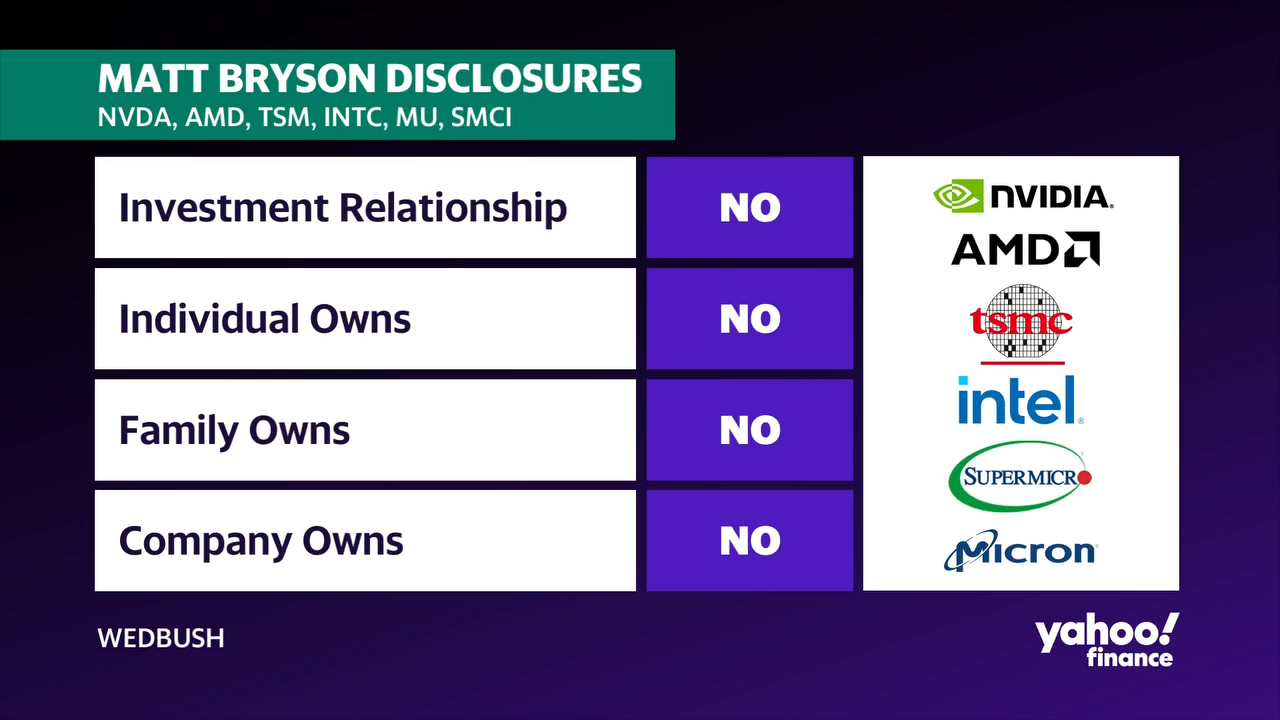 MATT BRYSON DISCLOSURES
NVDA, AMD, TSM, INTC, MU, SMCI
Investment Relationship
NO
Individual Owns
NO
Family Owns
NO
Company Owns
NO
NVIDIA.
AMD
tsmc
intel®
SUPERMICRO
Micron®
WEDBUSH
yahoo!
finance